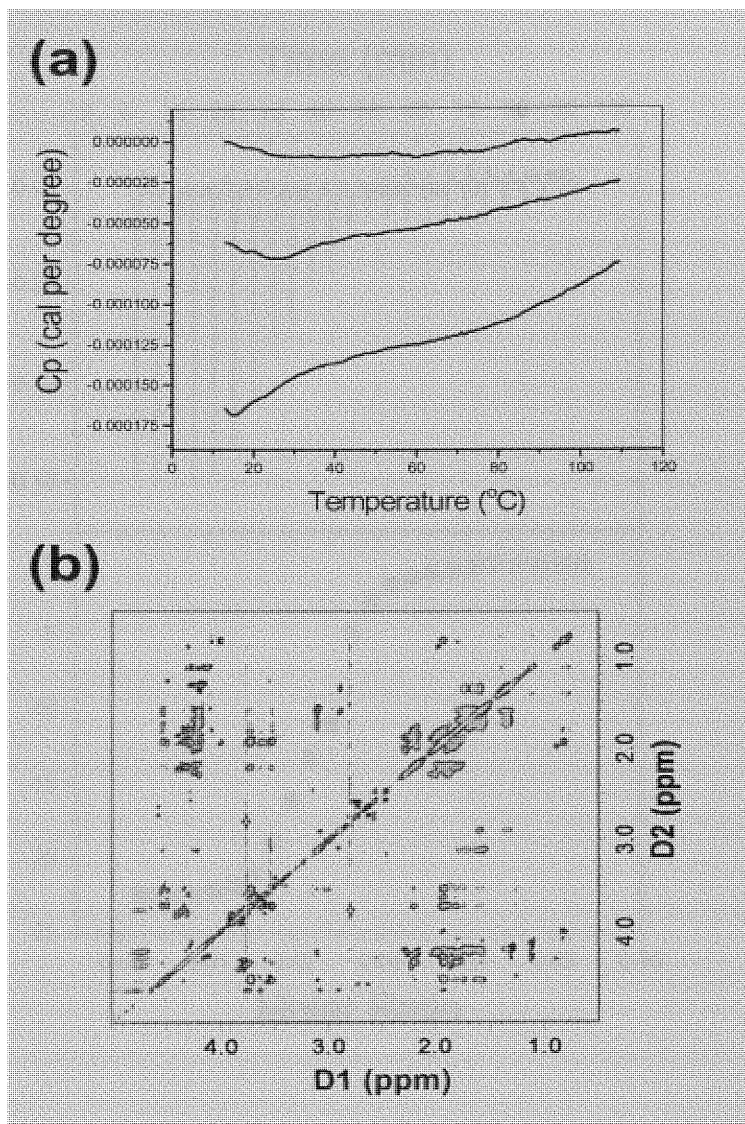 (a)
0.000000
-0.000025
-0.000050
-0.000075
-0.000100
-0.000125
-0.000150
-0.000175
Cp (cal per degree)
0 20 40 60 80 100 120
Temperature (°C)
(b)
1.0
2.0
3.0
4.0
D2 (ppm)
4.0 3.0 2.0 1.0
D1 (ppm)